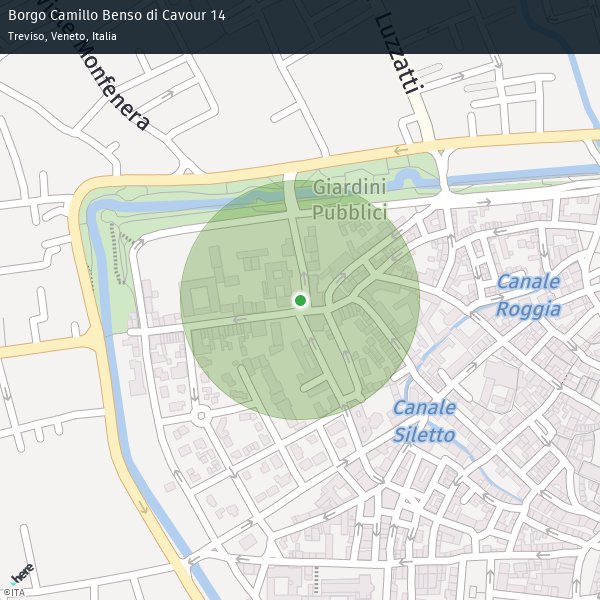 Borgo Camillo Benso di Cavour 14
Treviso, Veneto, Italia
Monfenera
Luzzatti
Giardini
Pubblici
Canale
Roggia
Canale
Siletto
here
©ITA